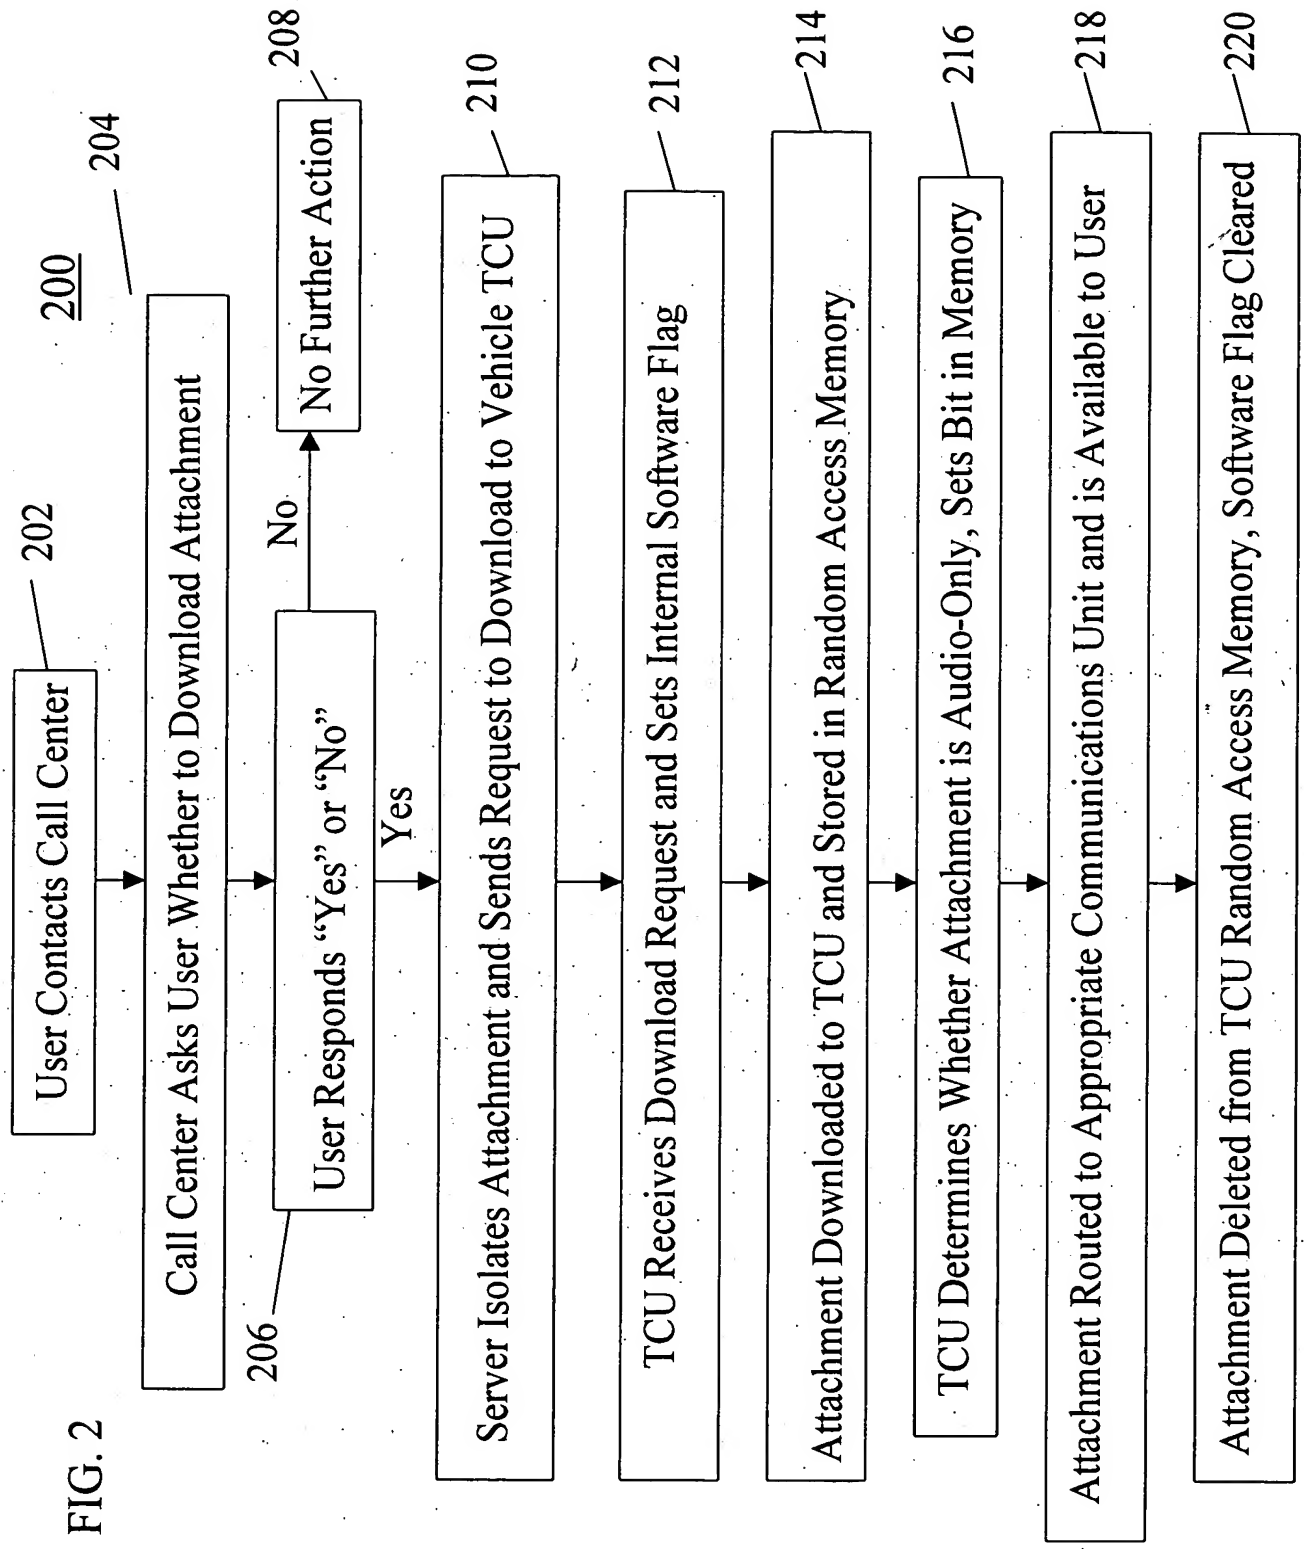 FIG. 2
200
User Contacts Call Center
202
Call Center Asks User Whether to Download Attachment
204
User Responds “Yes” or “No”
206
No
No Further Action
208
Yes
Server Isolates Attachment and Sends Request to Download to Vehicle TCU
210
TCU Receives Download Request and Sets Internal Software Flag
212
Attachment Downloaded to TCU and Stored in Random Access Memory
214
TCU Determines Whether Attachment is Audio-Only, Sets Bit in Memory
216
Attachment Routed to Appropriate Communications Unit and is Available to User
218
Attachment Deleted from TCU Random Access Memory, Software Flag Cleared
220